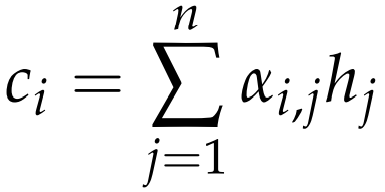 $c_i = \sum_{j=1}^{n} \alpha_{i,j} h_j$